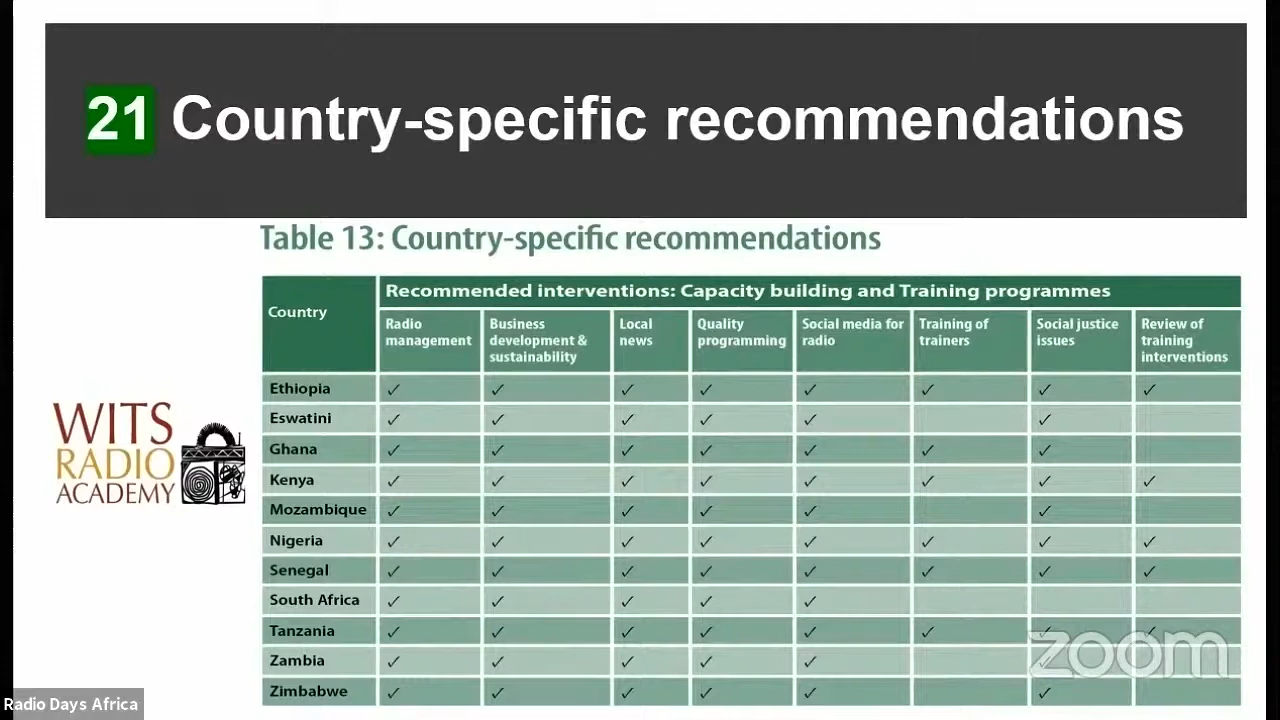 21 Country-specific recommendations
Table 13: Country-specific recommendations
Country
Recommended interventions: Capacity building and Training programmes
Radio management
Business development & sustainability
Local news
Quality programming
Social media for radio
Training of trainers
Social justice issues
Review of training interventions
Ethiopia ✓ ✓ ✓ ✓ ✓ ✓ ✓ ✓
Eswatini ✓ ✓ ✓ ✓ ✓ ✓
Ghana ✓ ✓ ✓ ✓ ✓ ✓ ✓
Kenya ✓ ✓ ✓ ✓ ✓ ✓ ✓ ✓
Mozambique ✓ ✓ ✓ ✓ ✓ ✓
Nigeria ✓ ✓ ✓ ✓ ✓ ✓ ✓ ✓
Senegal ✓ ✓ ✓ ✓ ✓ ✓ ✓ ✓
South Africa ✓ ✓ ✓ ✓ ✓
Tanzania ✓ ✓ ✓ ✓ ✓ ✓ ✓ ✓
Zambia ✓ ✓ ✓ ✓ ✓ ✓
Zimbabwe ✓ ✓ ✓ ✓ ✓ ✓
WITS
RADIO
ACADEMY
zoom
Radio Days Africa